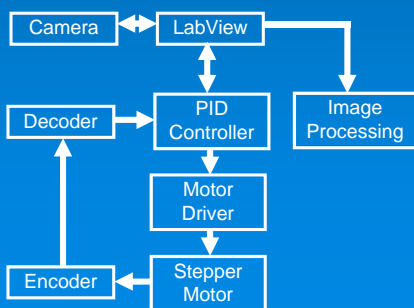 Camera
LabView
Decoder
PID
Controller
Image
Processing
Motor
Driver
Encoder
Stepper
Motor